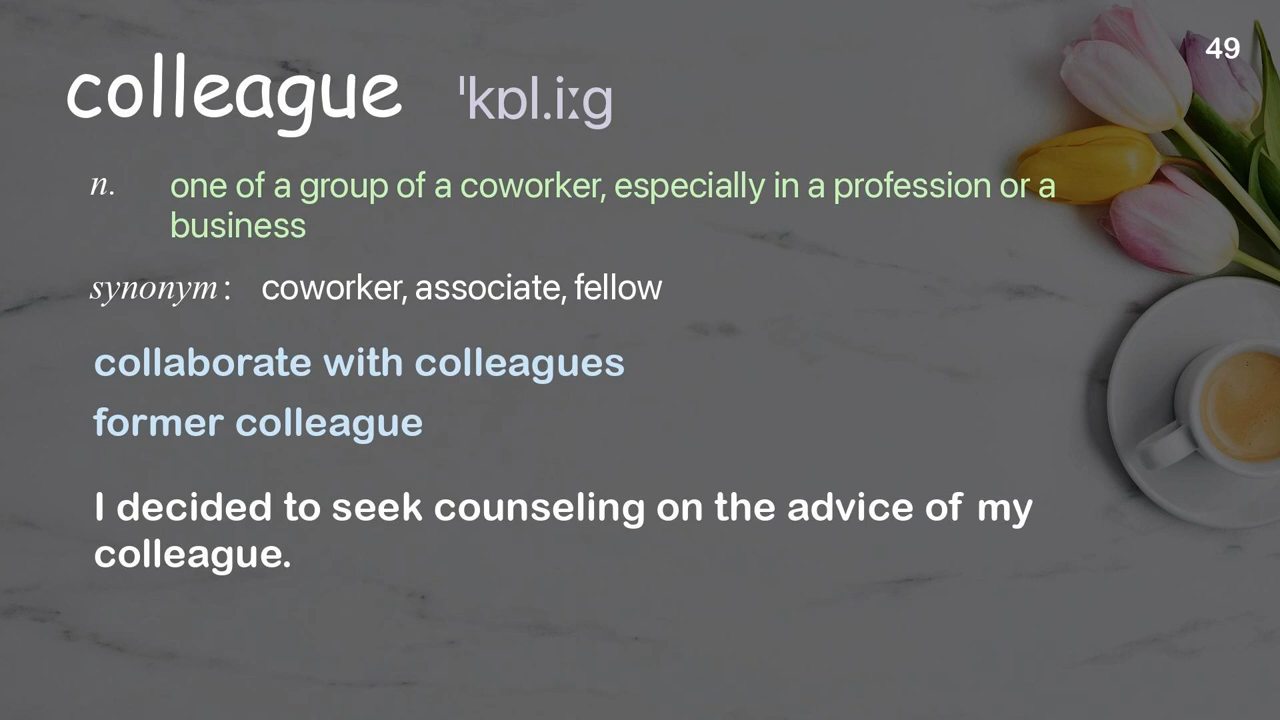 49
colleague ˈkɒl.iːg
n. one of a group of a coworker, especially in a profession or a
business
synonym : coworker, associate, fellow
collaborate with colleagues
former colleague
I decided to seek counseling on the advice of my
colleague.